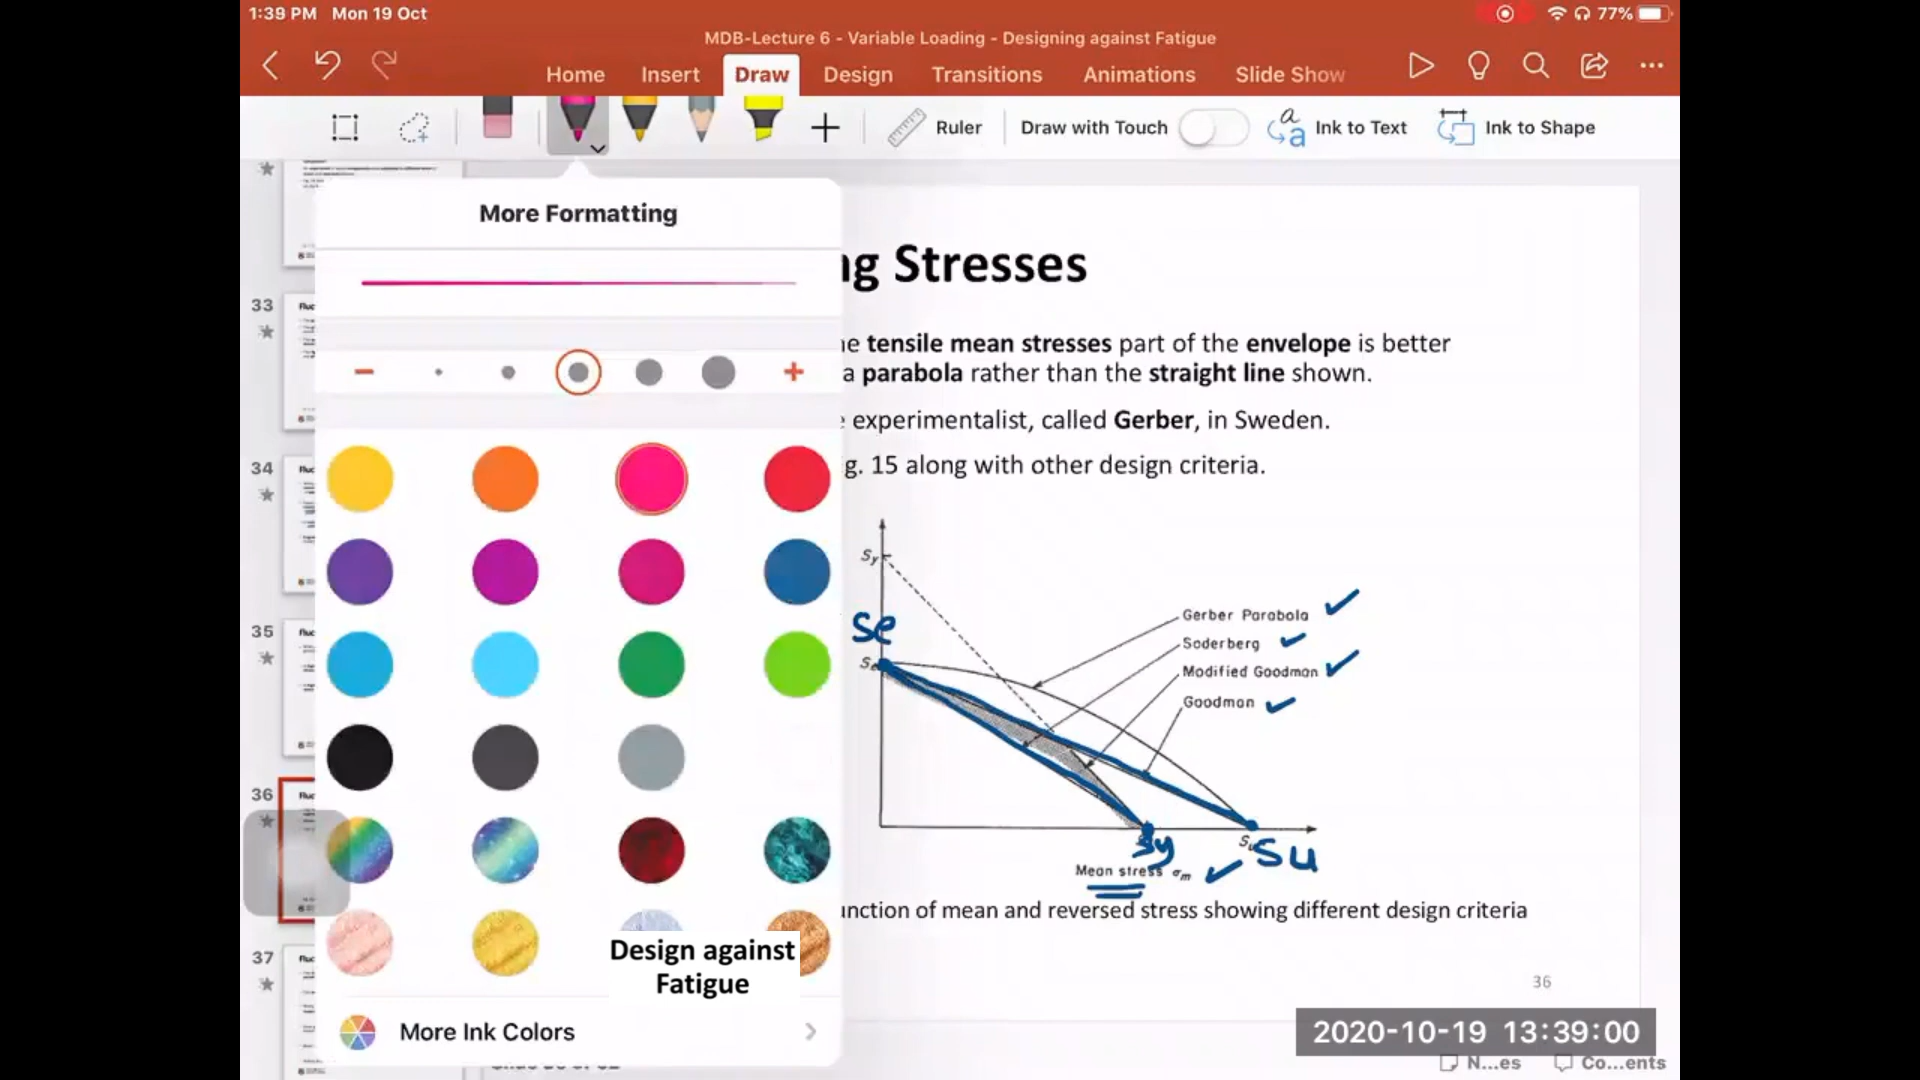 1:39 PM Mon 19 Oct
77%
MDB-Lecture 6 - Variable Loading - Designing against Fatigue
Home Insert Draw Design Transitions Animations Slide Show
Ruler Draw with Touch Ink to Text Ink to Shape
More Formatting
33
34
35
36
37
ng Stresses
tensile mean stresses part of the envelope is better
a parabola rather than the straight line shown.
experimentalist, called Gerber, in Sweden.
g. 15 along with other design criteria.
Sy
Se
Se
Gerber Parabola
Soderberg
Modified Goodman
Goodman
Sy
Su
Mean stress σm
unction of mean and reversed stress showing different design criteria
Design against
Fatigue
36
More Ink Colors
2020-10-19 13:39:00
N...es Co...ents